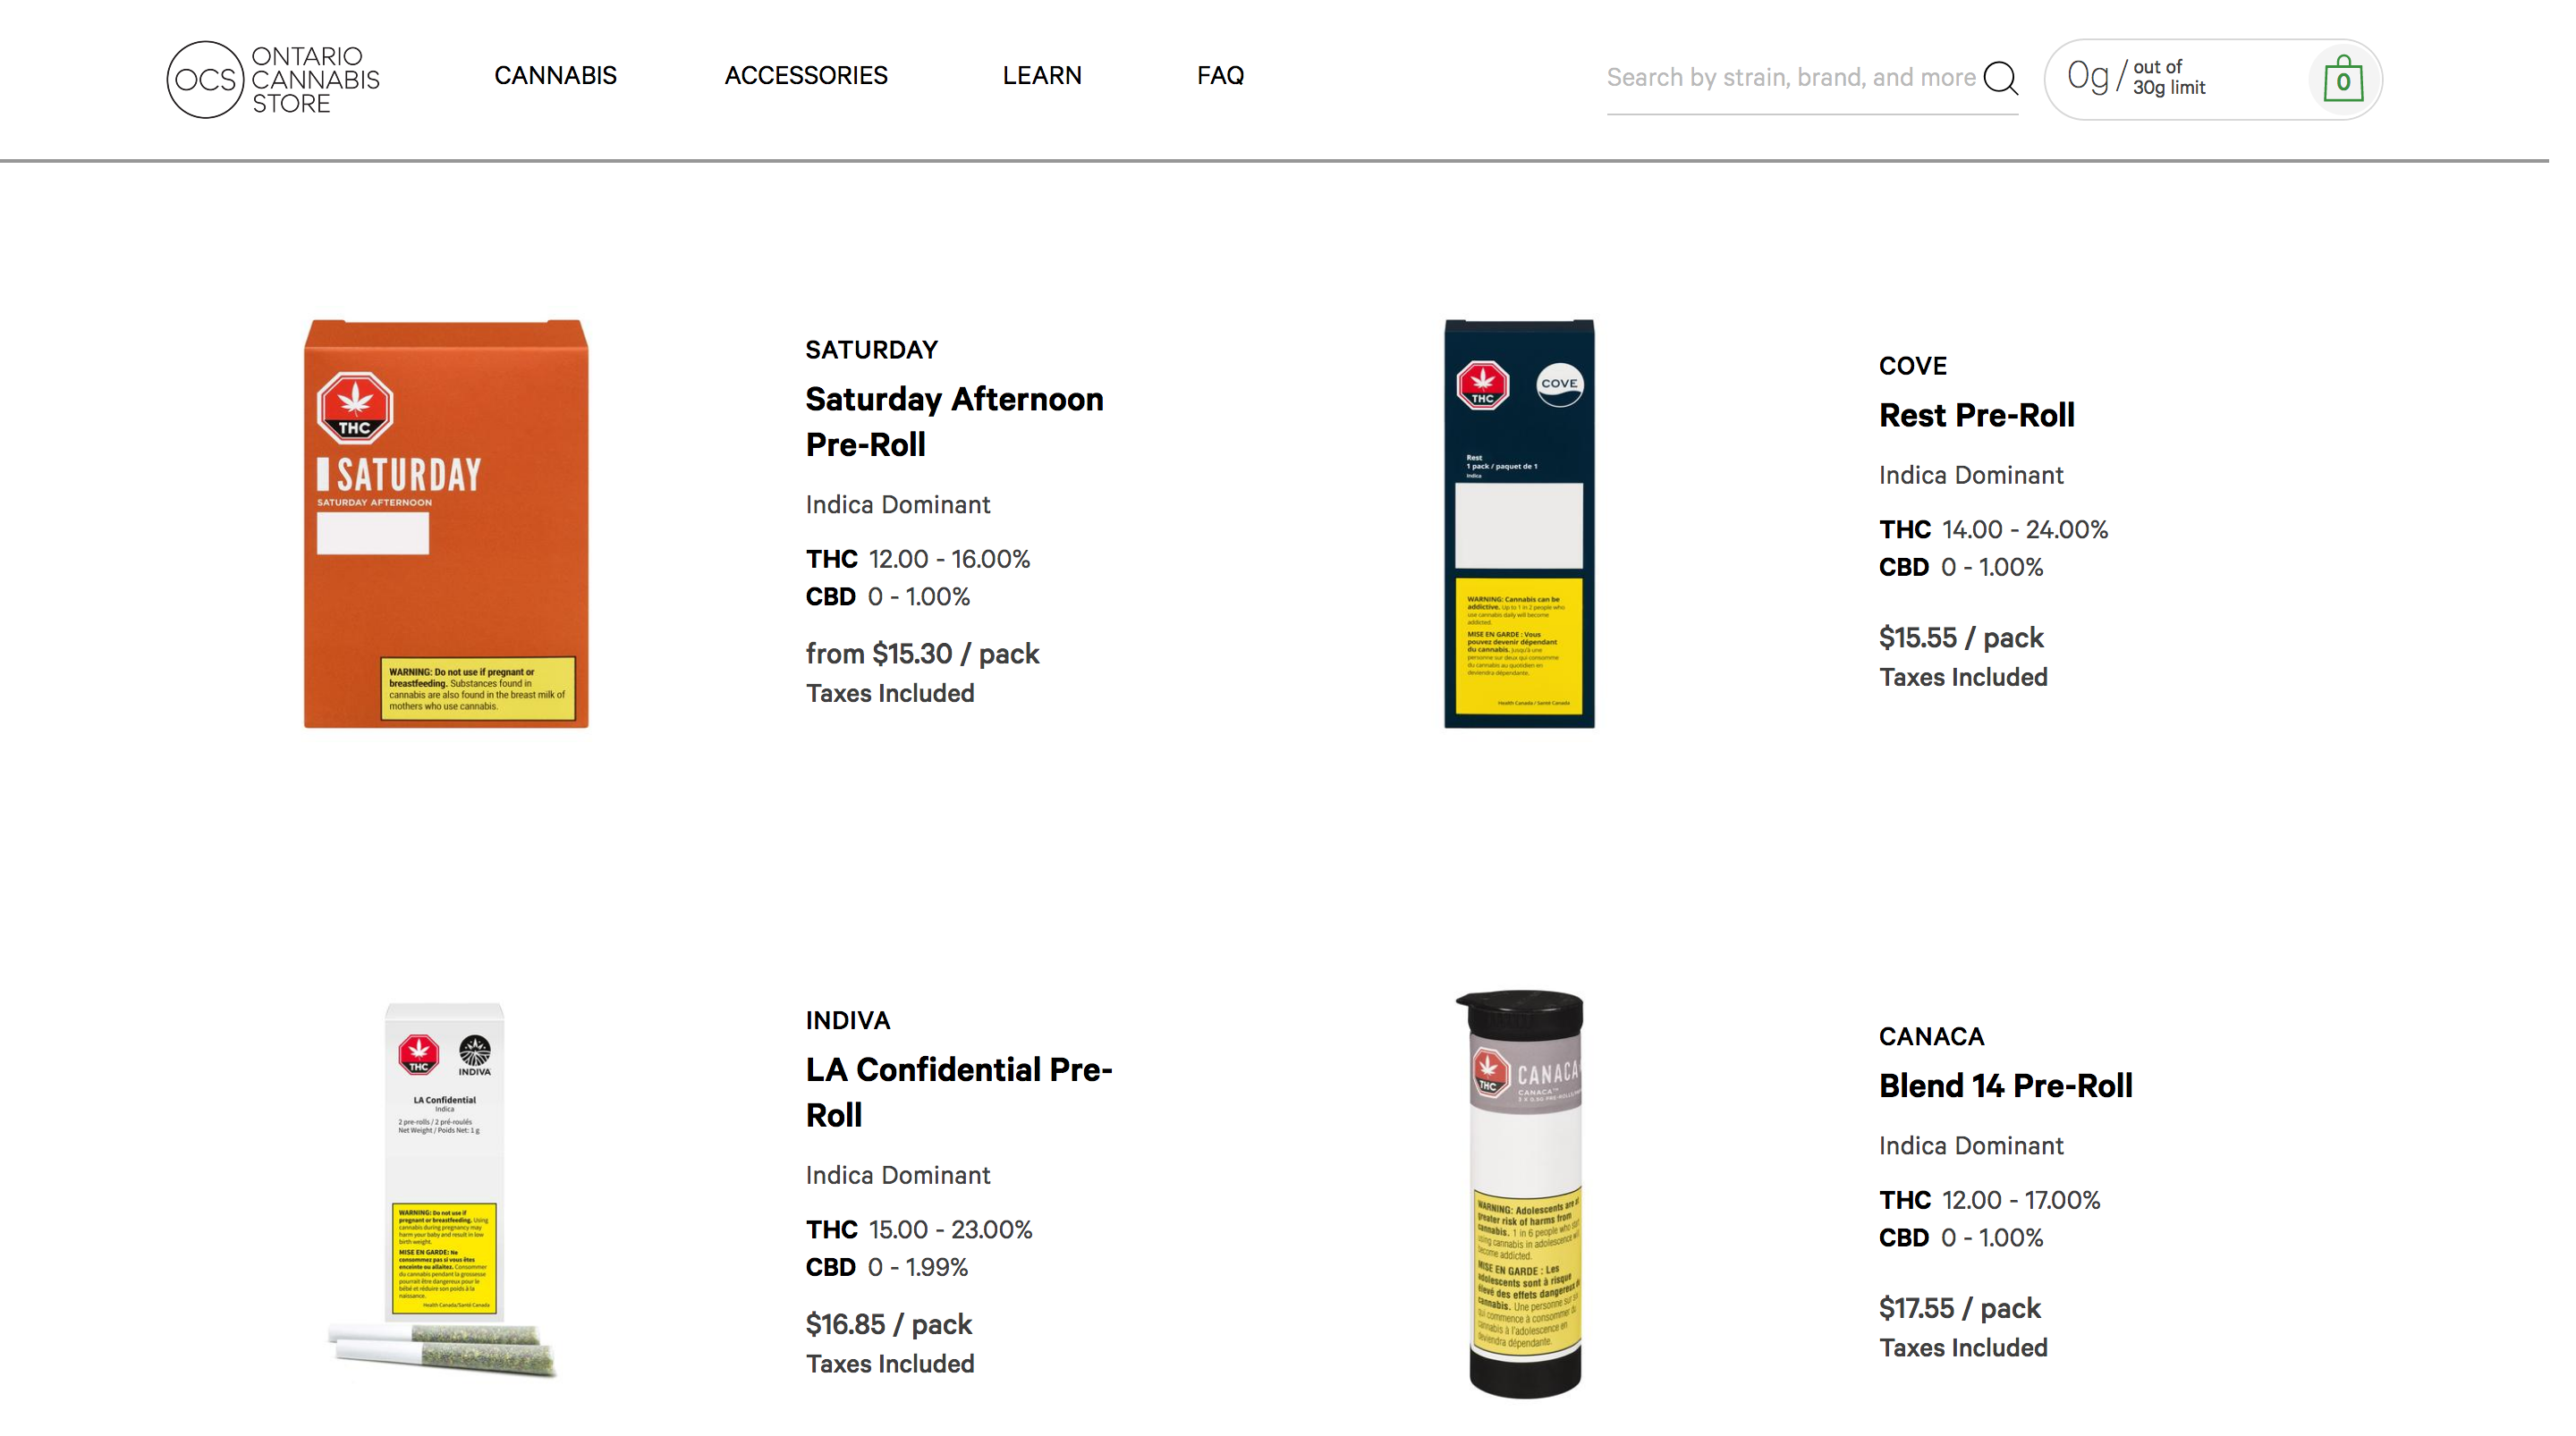 OCS
ONTARIO
CANNABIS
STORE
CANNABIS
ACCESSORIES
LEARN
FAQ
Search by strain, brand, and more
0g / out of
30g limit
0
THC
SATURDAY
SATURDAY AFTERNOON
WARNING: Do not use if pregnant or
breastfeeding. Substances found in
cannabis are also found in the breast milk of
mothers who use cannabis.
SATURDAY
Saturday Afternoon
Pre-Roll
Indica Dominant
THC 12.00 - 16.00%
CBD 0 - 1.00%
from $15.30 / pack
Taxes Included
THC
COVE
Rest
1 pack / paquet de 1
Indica
WARNING: Cannabis can be
addictive. Up to 1 in 2 people who
use cannabis daily will become
addicted.
MISE EN GARDE : Vous
pouvez devenir dépendant
du cannabis. Jusqu'à une
personne sur deux qui consomme
du cannabis au quotidien en
deviendra dépendante.
Health Canada / Santé Canada
COVE
Rest Pre-Roll
Indica Dominant
THC 14.00 - 24.00%
CBD 0 - 1.00%
$15.55 / pack
Taxes Included
THC
INDIVA
LA Confidential
Indica
2 pre-rolls / 2 pré-roulés
Net Weight / Poids Net: 1 g
WARNING: Do not use if
pregnant or breastfeeding. Using
cannabis during pregnancy may
harm your baby and result in low
birth weight.
MISE EN GARDE: Ne
consommez pas si vous êtes
enceinte ou allaitez. Consommer
du cannabis pendant la grossesse
pourrait être dangereux pour le
bébé et réduire son poids à la
naissance.
Health Canada/Santé Canada
INDIVA
LA Confidential Pre-
Roll
Indica Dominant
THC 15.00 - 23.00%
CBD 0 - 1.99%
$16.85 / pack
Taxes Included
THC
CANACA
CANACA™
WARNING: Adolescents are at
greater risk of harms from
cannabis. 1 in 6 people who
using cannabis in adolescence
become addicted.
MISE EN GARDE : Les
adolescents sont à risque
élevé des effets dangereux
cannabis. Une personne sur
qui commence à consommer du
cannabis à l'adolescence en
deviendra dépendante.
CANACA
Blend 14 Pre-Roll
Indica Dominant
THC 12.00 - 17.00%
CBD 0 - 1.00%
$17.55 / pack
Taxes Included